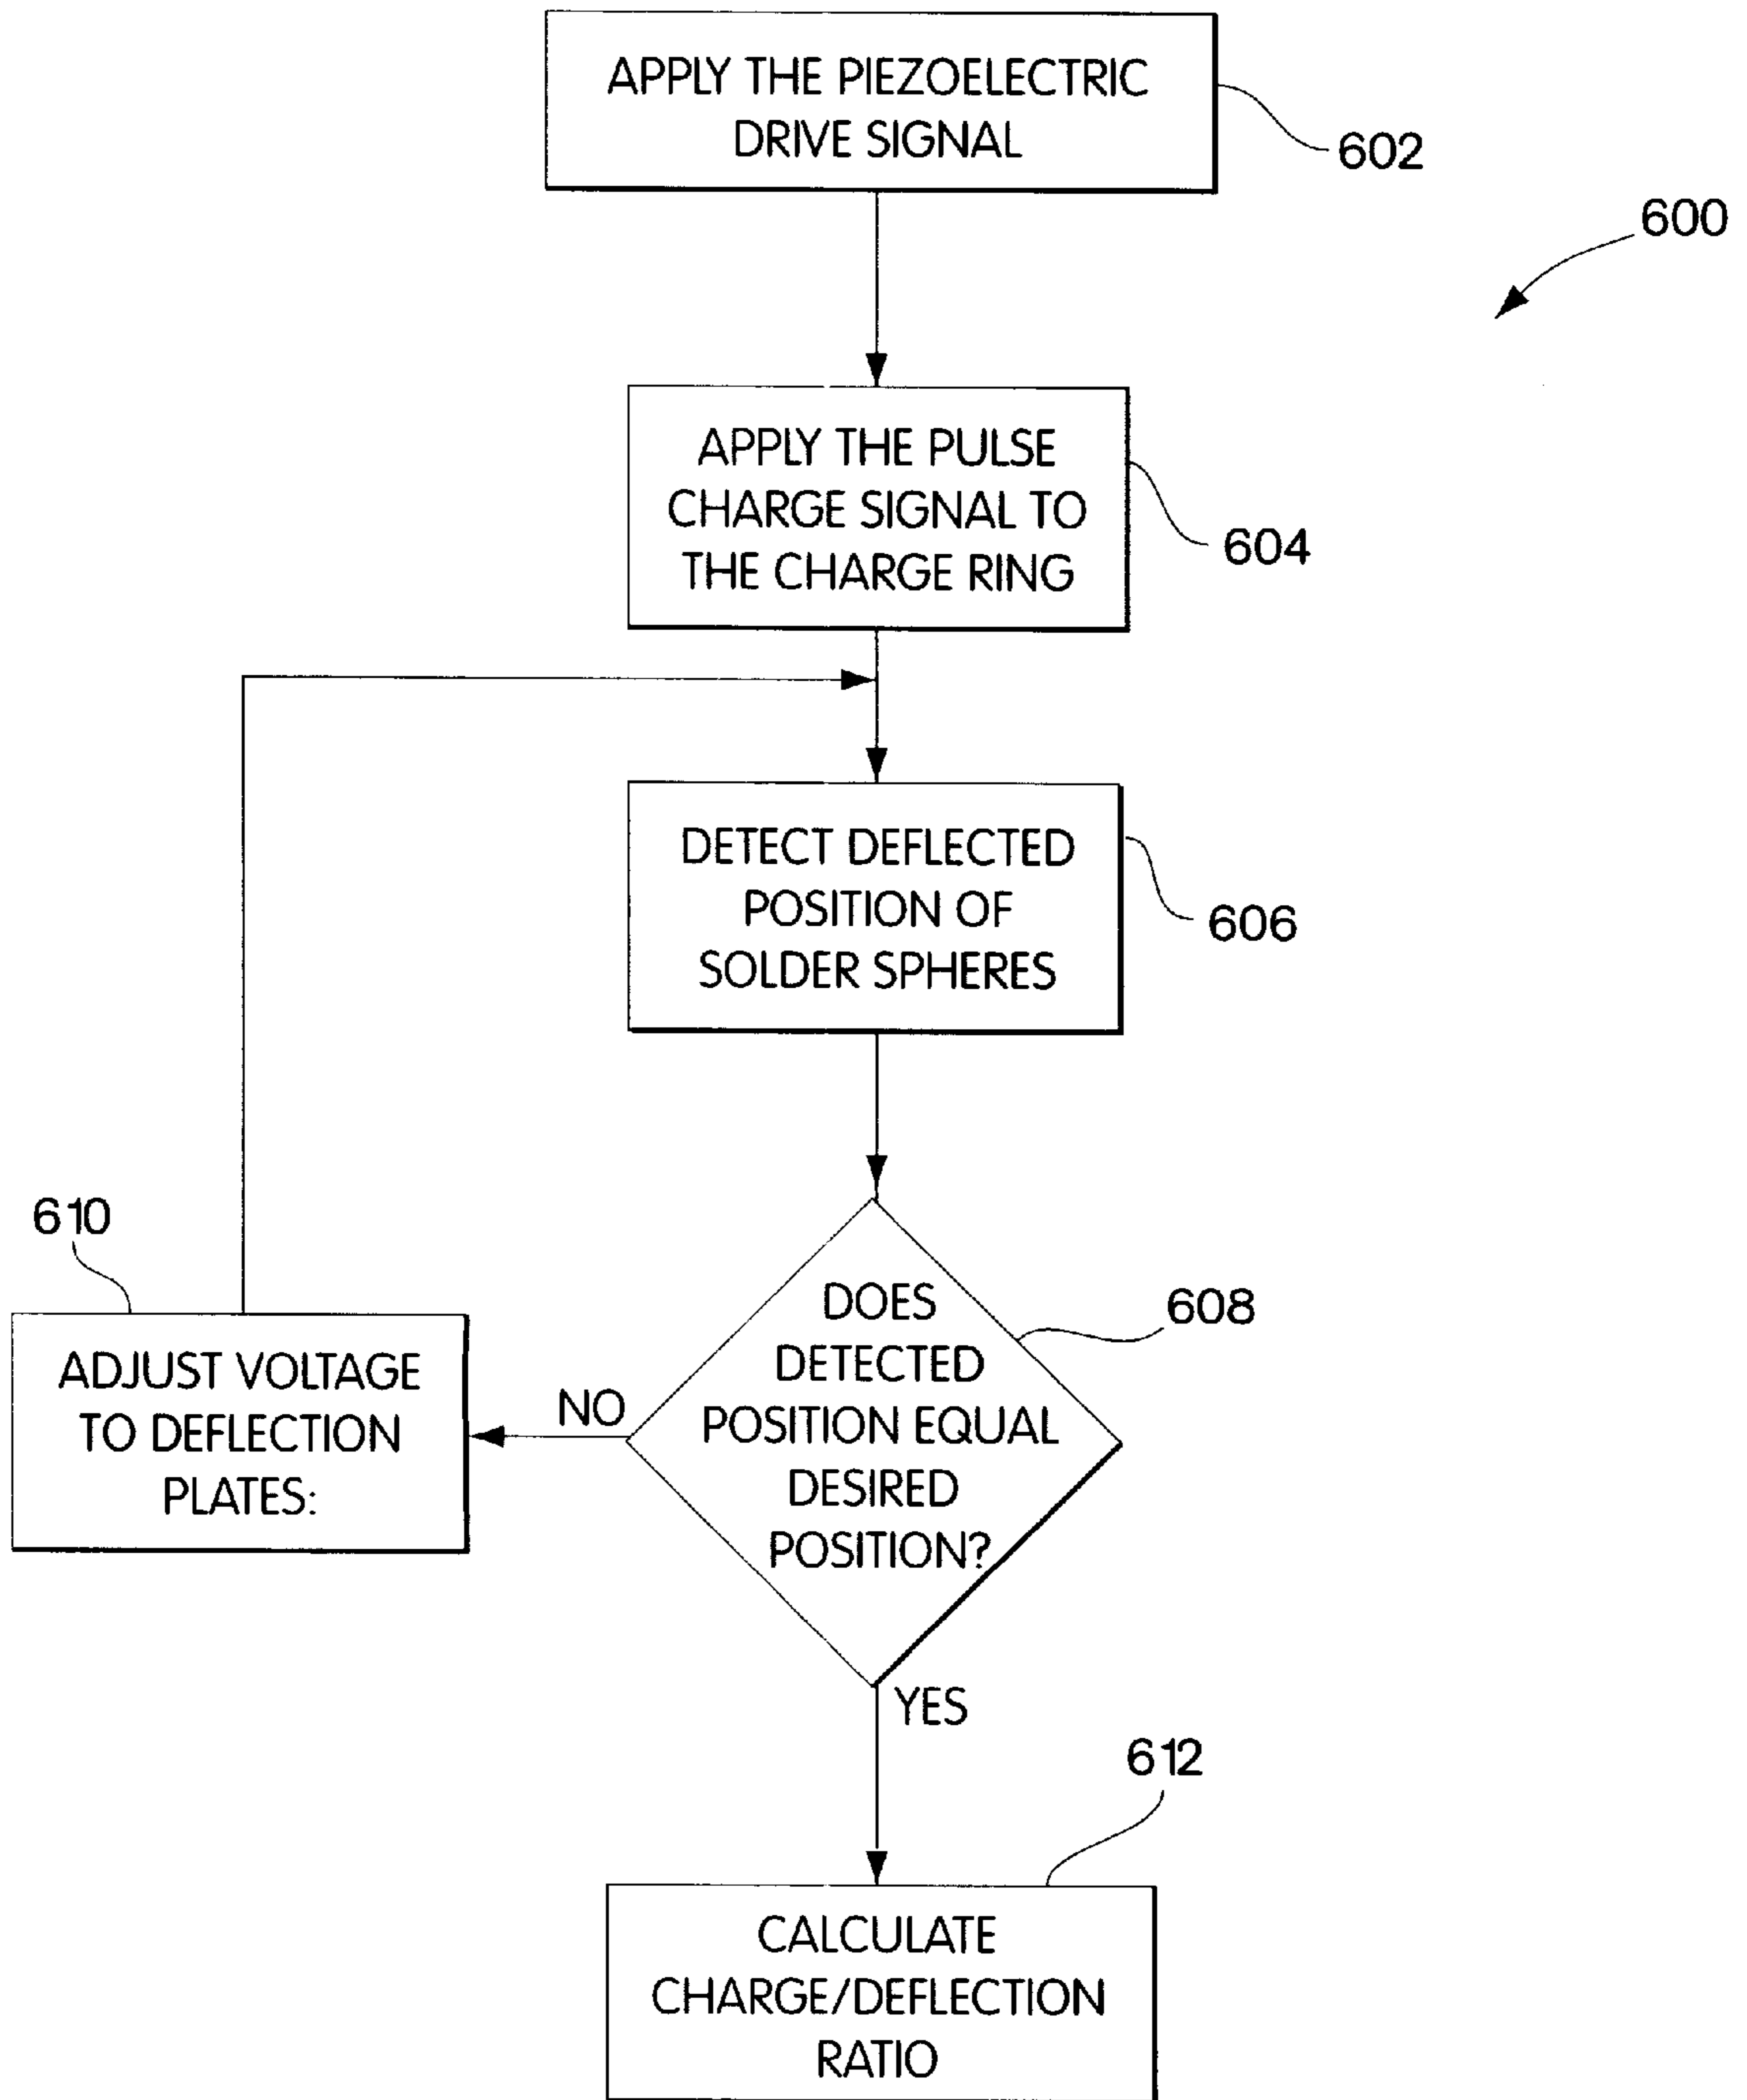 APPLY THE PIEZOELECTRIC
DRIVE SIGNAL
602
600
APPLY THE PULSE
CHARGE SIGNAL TO
THE CHARGE RING
604
DETECT DEFLECTED
POSITION OF
SOLDER SPHERES
606
DOES
DETECTED
POSITION EQUAL
DESIRED
POSITION?
608
NO
610
ADJUST VOLTAGE
TO DEFLECTION
PLATES:
YES
612
CALCULATE
CHARGE/DEFLECTION
RATIO